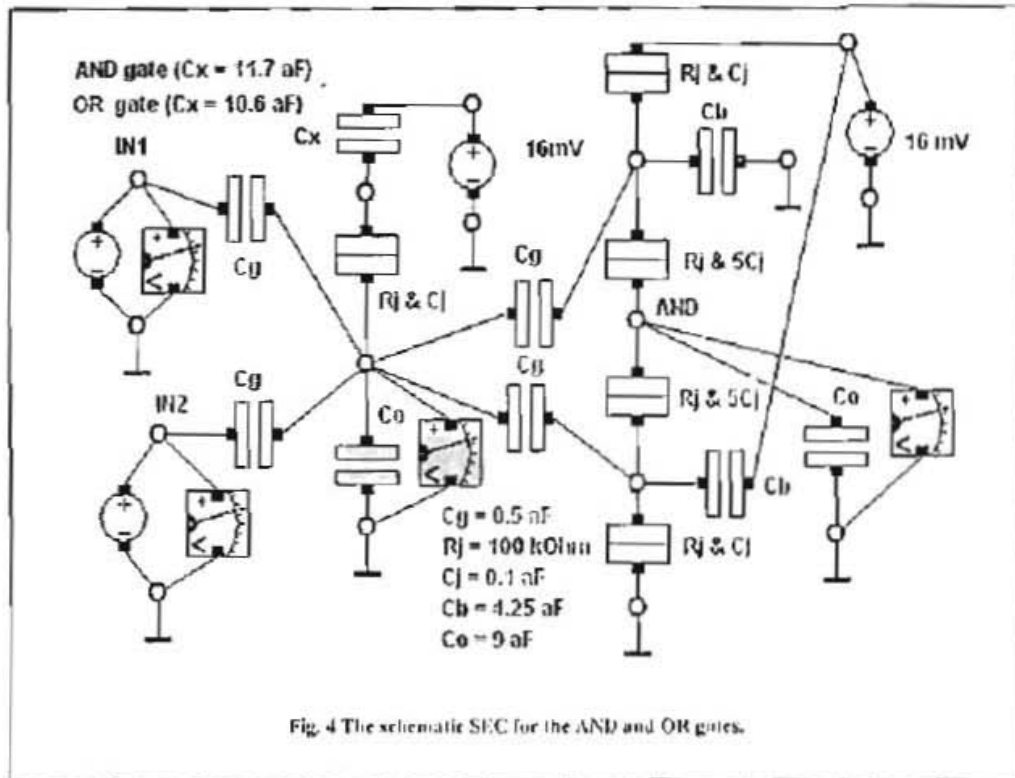 AND gate (Cx = 11.7 aF)
OR gate (Cx = 10.6 aF)
IN1
Cg
Cx
16mV
Rj & Cj
Rj & Cj
Cb
16 mV
Rj & 5Cj
Cg
AND
IN2
Cg
Cg
Rj & 5Cj
Co
Co
Cb
Rj & Cj
Cg = 0.5 aF
Rj = 100 kOhm
Cj = 0.1 aF
Cb = 4.25 aF
Co = 9 aF
Fig. 4 The schematic SEC for the AND and OR gates.